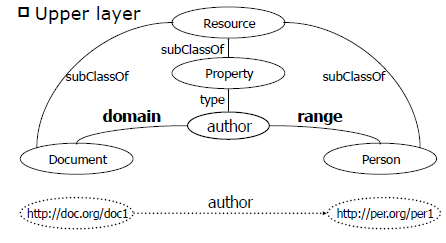 Upper layer
Resource
subClassOf
subClassOf
subClassOf
Property
type
domain
author
range
Document
Person
author
http://doc.org/doc1
http://per.org/per1